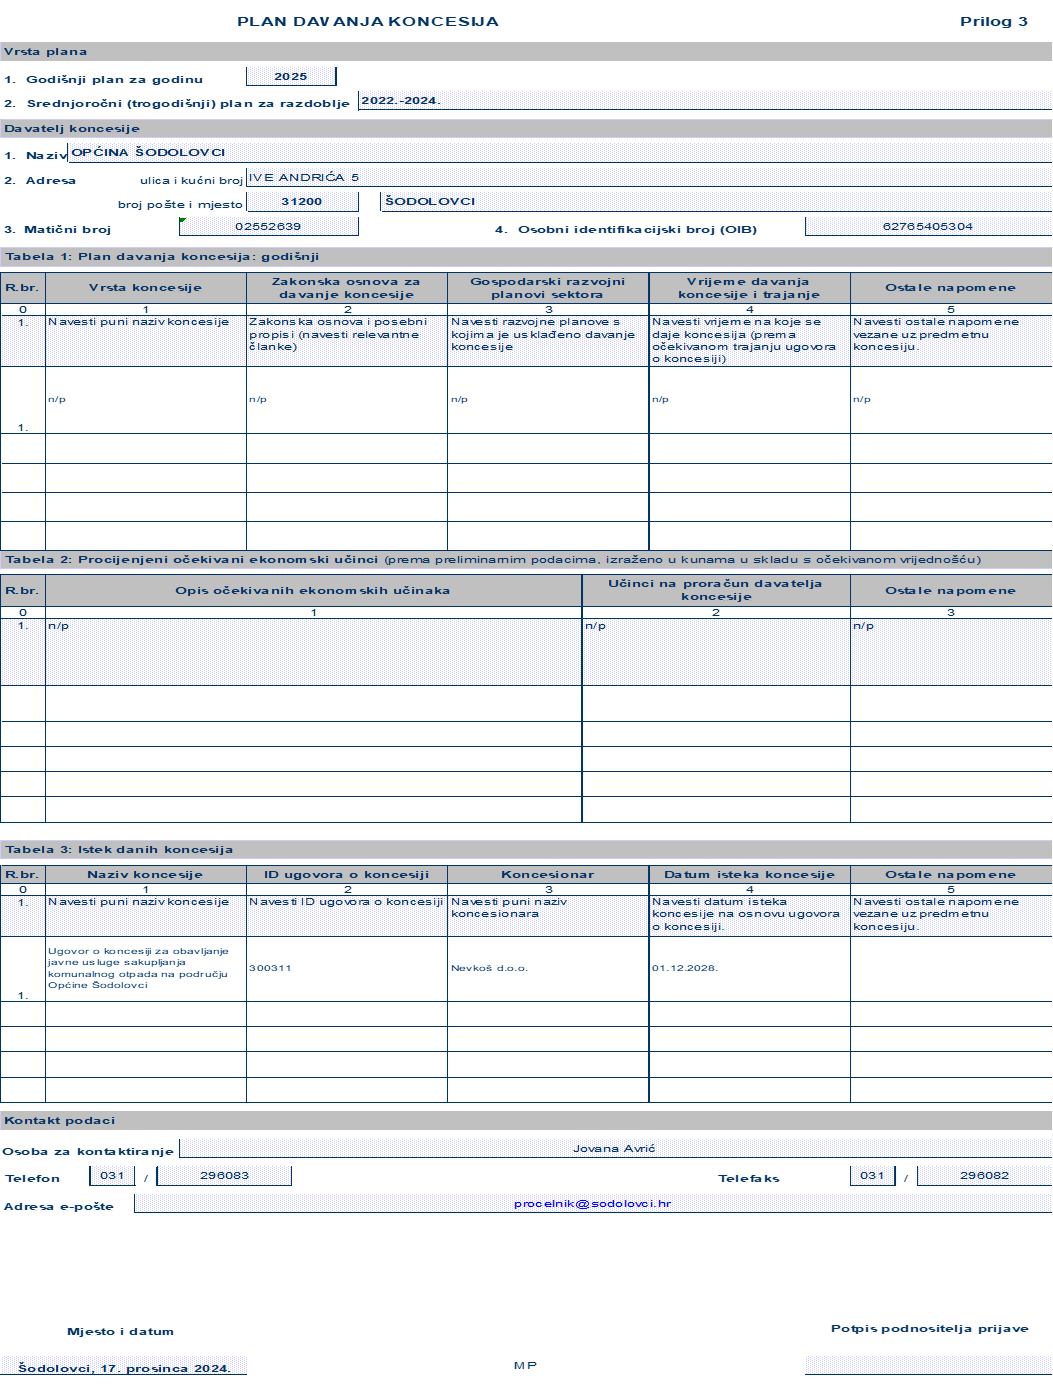 PLAN DAVANJA KONCESIJA Prilog 3
Vrsta plana
1. Godišnji plan za godinu 2025
2. Srednjoročni (trogodišnji) plan za razdoblje 2022.-2024.
Davatelj koncesije
1. Naziv OPĆINA ŠODOLOVCI
2. Adresa ulica i kućni broj IVE ANDRIĆA 5
broj pošte i mjesto 31200 ŠODOLOVCI
3. Matični broj 02552639 4. Osobni identifikacijski broj (OIB) 62765405304
Tabela 1: Plan davanja koncesija: godišnji
R.br. Vrsta koncesije Zakonska osnova za davanje koncesije Gospodarski razvojni planovi sektora Vrijeme davanja koncesije i trajanje Ostale napomene
0 1 2 3 4 5
1. Navesti puni naziv koncesije Zakonska osnova i posebni propisi (navesti relevantne članke) Navesti razvojne planove s kojima je usklađeno davanje koncesije Navesti vrijeme na koje se daje koncesija (prema očekivanom trajanju ugovora o koncesiji) Navesti ostale napomene vezane uz predmetnu koncesiju.
1. n/p n/p n/p n/p n/p
Tabela 2: Procijenjeni očekivani ekonomski učinci (prema preliminarnim podacima, izraženo u kunama u skladu s očekivanom vrijednošću)
R.br. Opis očekivanih ekonomskih učinaka Učinci na proračun davatelja koncesije Ostale napomene
0 1 2 3
1. n/p n/p n/p
Tabela 3: Istek danih koncesija
R.br. Naziv koncesije ID ugovora o koncesiji Koncesionar Datum isteka koncesije Ostale napomene
0 1 2 3 4 5
1. Navesti puni naziv koncesije Navesti ID ugovora o koncesiji Navesti puni naziv koncesionara Navesti datum isteka koncesije na osnovu ugovora o koncesiji. Navesti ostale napomene vezane uz predmetnu koncesiju.
1. Ugovor o koncesiji za obavljanje javne usluge sakupljanja komunalnog otpada na području Općine Šodolovci 300311 Nevkoš d.o.o. 01.12.2028.
Kontakt podaci
Osoba za kontaktiranje Jovana Avrić
Telefon 031 / 296083 Telefaks 031 / 296082
Adresa e-pošte procelnik@sodolovci.hr
Mjesto i datum Potpis podnositelja prijave
Šodolovci, 17. prosinca 2024. MP